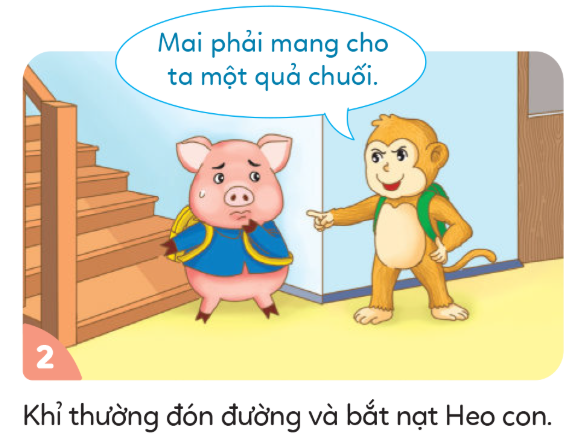 Mai phải mang cho
ta một quả chuối.
2
Khỉ thường đón đường và bắt nạt Heo con.